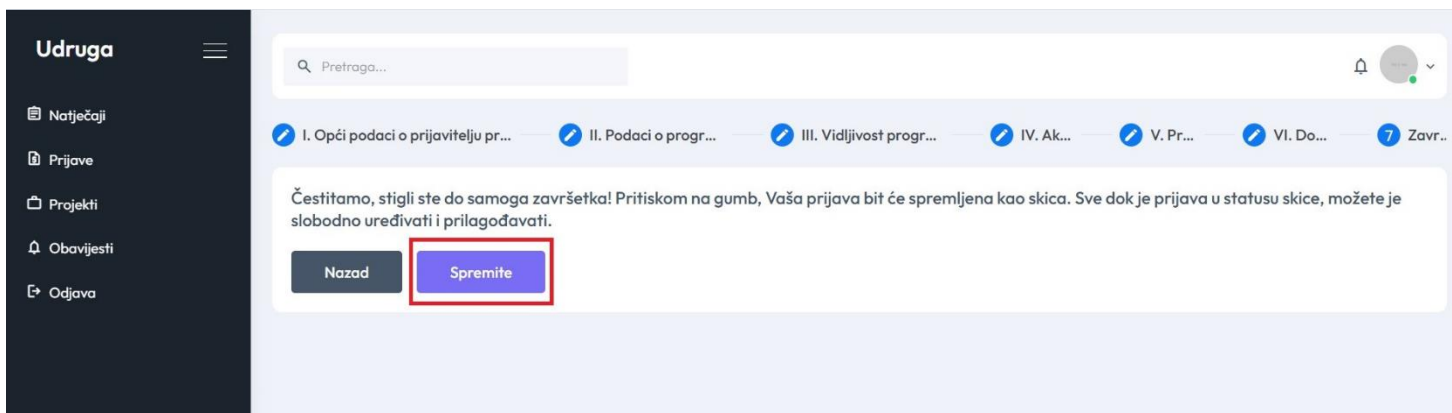 Udruga
Natječaji
Prijave
Projekti
Obavijesti
Odjava
Pretraga...
I. Opći podaci o prijavitelju pr...
II. Podaci o progr...
III. Vidljivost progr...
IV. Ak...
V. Pr...
VI. Do...
7 Zavr..
Čestitamo, stigli ste do samoga završetka! Pritiskom na gumb, Vaša prijava bit će spremljena kao skica. Sve dok je prijava u statusu skice, možete je
slobodno uređivati i prilagođavati.
Nazad
Spremite